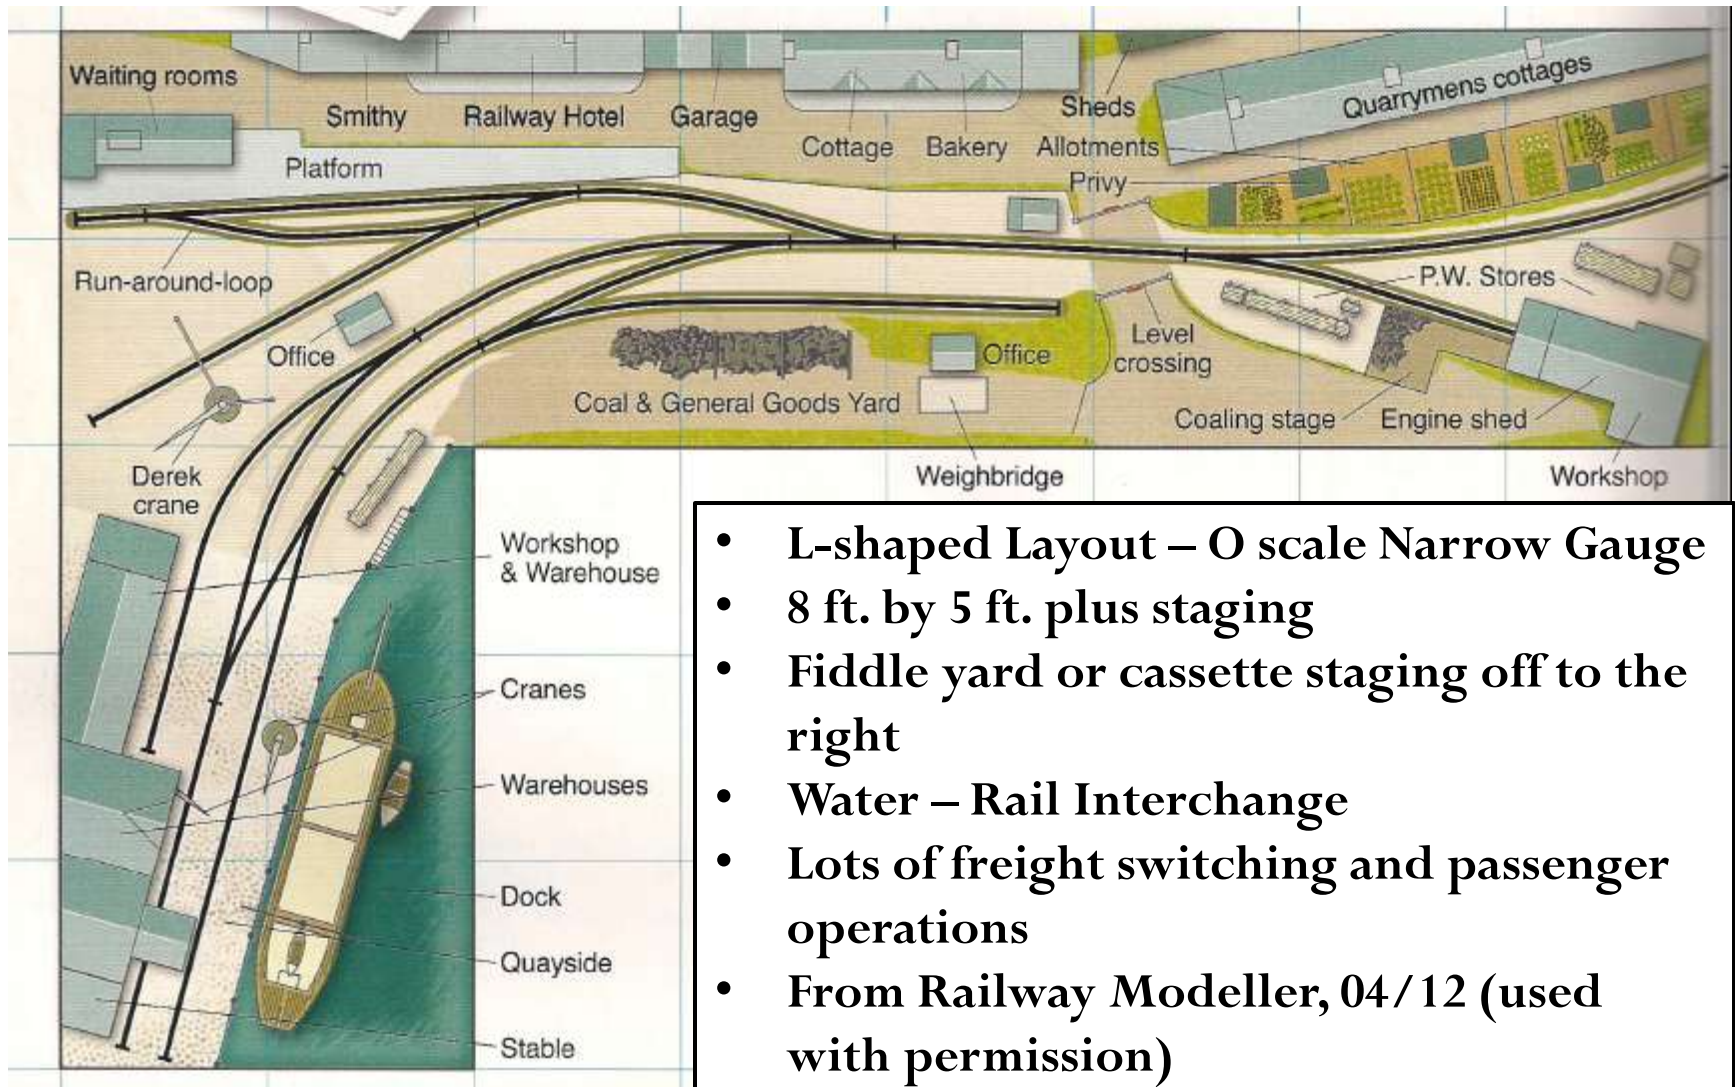 Waiting rooms
Smithy
Railway Hotel
Garage
Cottage
Bakery
Sheds
Allotments
Privy
Quarrymens cottages
Platform
Run-around-loop
Office
Derek
crane
Coal & General Goods Yard
Office
Weighbridge
Level
crossing
P.W. Stores
Coaling stage
Engine shed
Workshop
Workshop
& Warehouse
Cranes
Warehouses
Dock
Quayside
Stable
• L-shaped Layout – O scale Narrow Gauge
• 8 ft. by 5 ft. plus staging
• Fiddle yard or cassette staging off to the
right
• Water – Rail Interchange
• Lots of freight switching and passenger
operations
• From Railway Modeller, 04/12 (used
with permission)